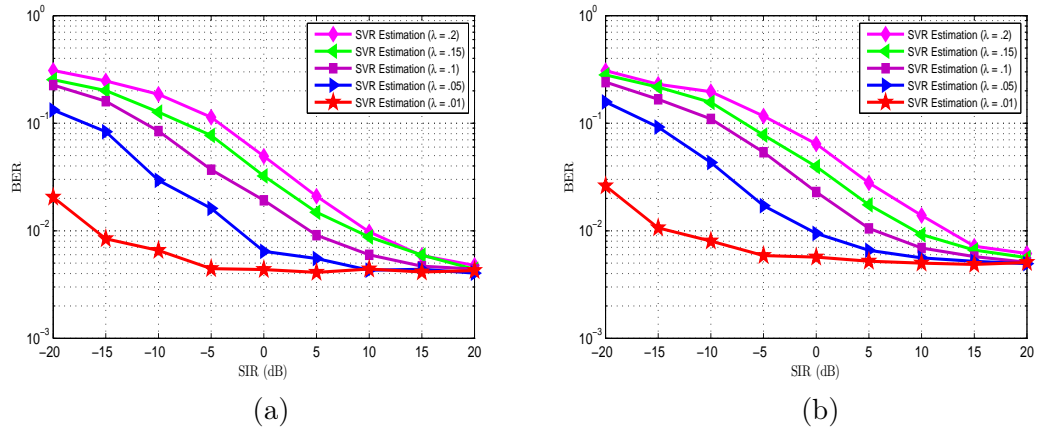 10^0
10^-1
10^-2
10^-3
BER
−20 −15 −10 −5 0 5 10 15 20
SIR (dB)
SVR Estimation (λ = .2)
SVR Estimation (λ = .15)
SVR Estimation (λ = .1)
SVR Estimation (λ = .05)
SVR Estimation (λ = .01)
(a)
10^0
10^-1
10^-2
10^-3
BER
−20 −15 −10 −5 0 5 10 15 20
SIR (dB)
SVR Estimation (λ = .2)
SVR Estimation (λ = .15)
SVR Estimation (λ = .1)
SVR Estimation (λ = .05)
SVR Estimation (λ = .01)
(b)